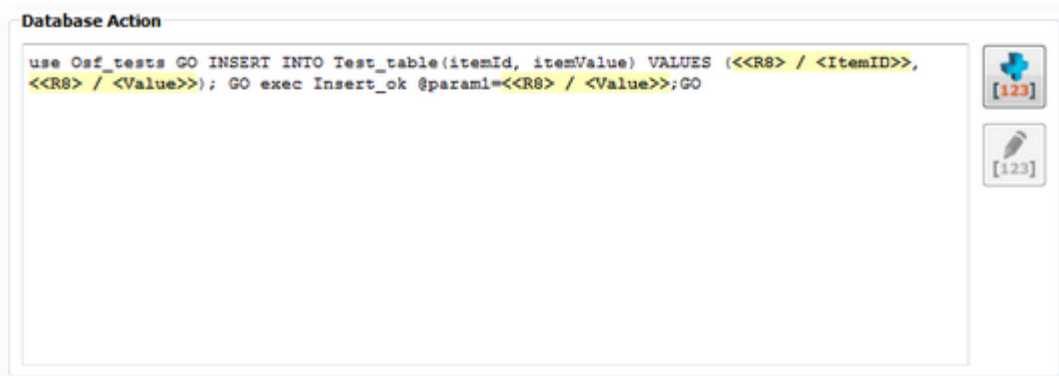 Database Action
use Osf_tests GO INSERT INTO Test_table(itemId, itemValue) VALUES (<<R8> / <ItemID>>,
<<R8> / <Value>>); GO exec Insert_ok @param1=<<R8> / <Value>>;GO
[123]
[123]